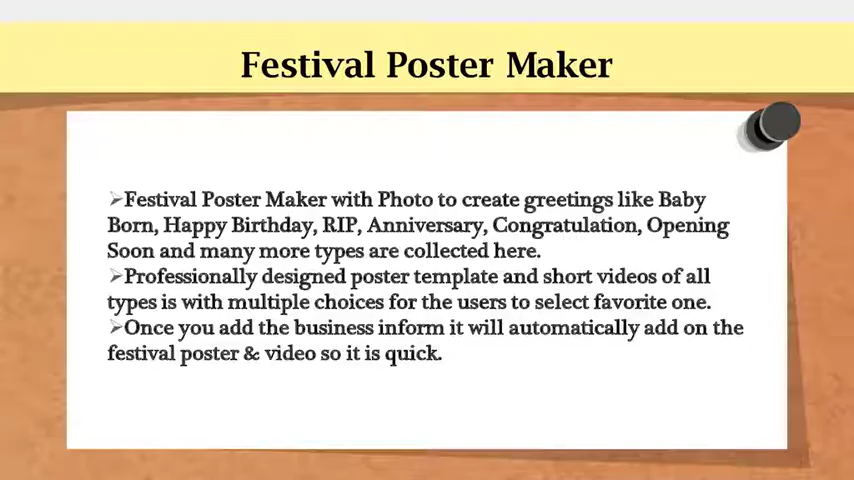 Festival Poster Maker
➢Festival Poster Maker with Photo to create greetings like Baby
Born, Happy Birthday, RIP, Anniversary, Congratulation, Opening
Soon and many more types are collected here.
➢Professionally designed poster template and short videos of all
types is with multiple choices for the users to select favorite one.
➢Once you add the business inform it will automatically add on the
festival poster & video so it is quick.